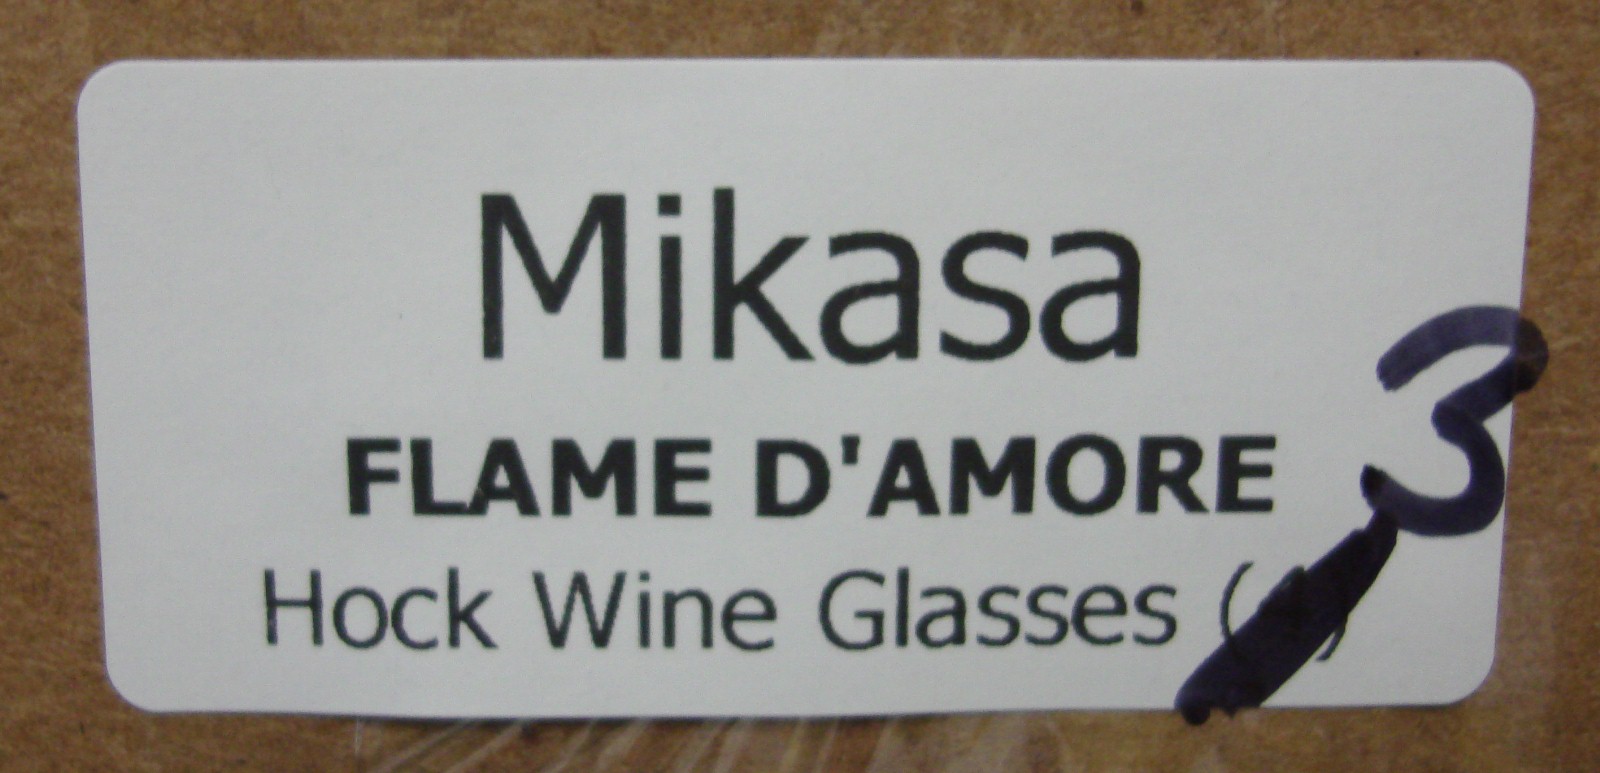 Mikasa
3
FLAME D'AMORE
Hock Wine Glasses ( )